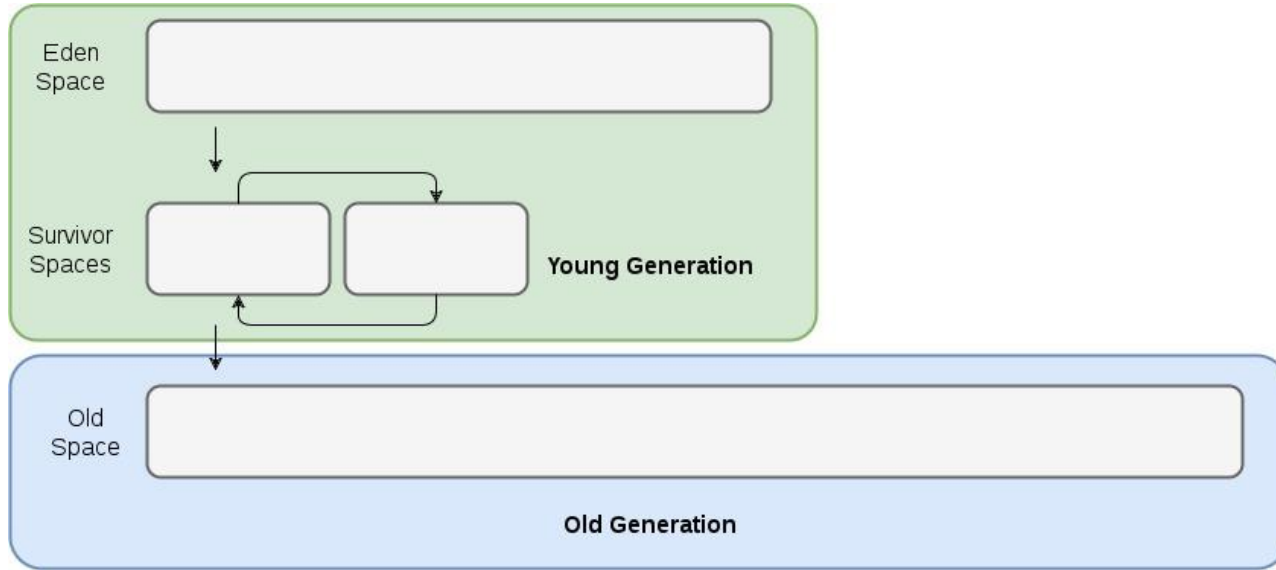 Eden
Space
Survivor
Spaces
Young Generation
Old
Space
Old Generation